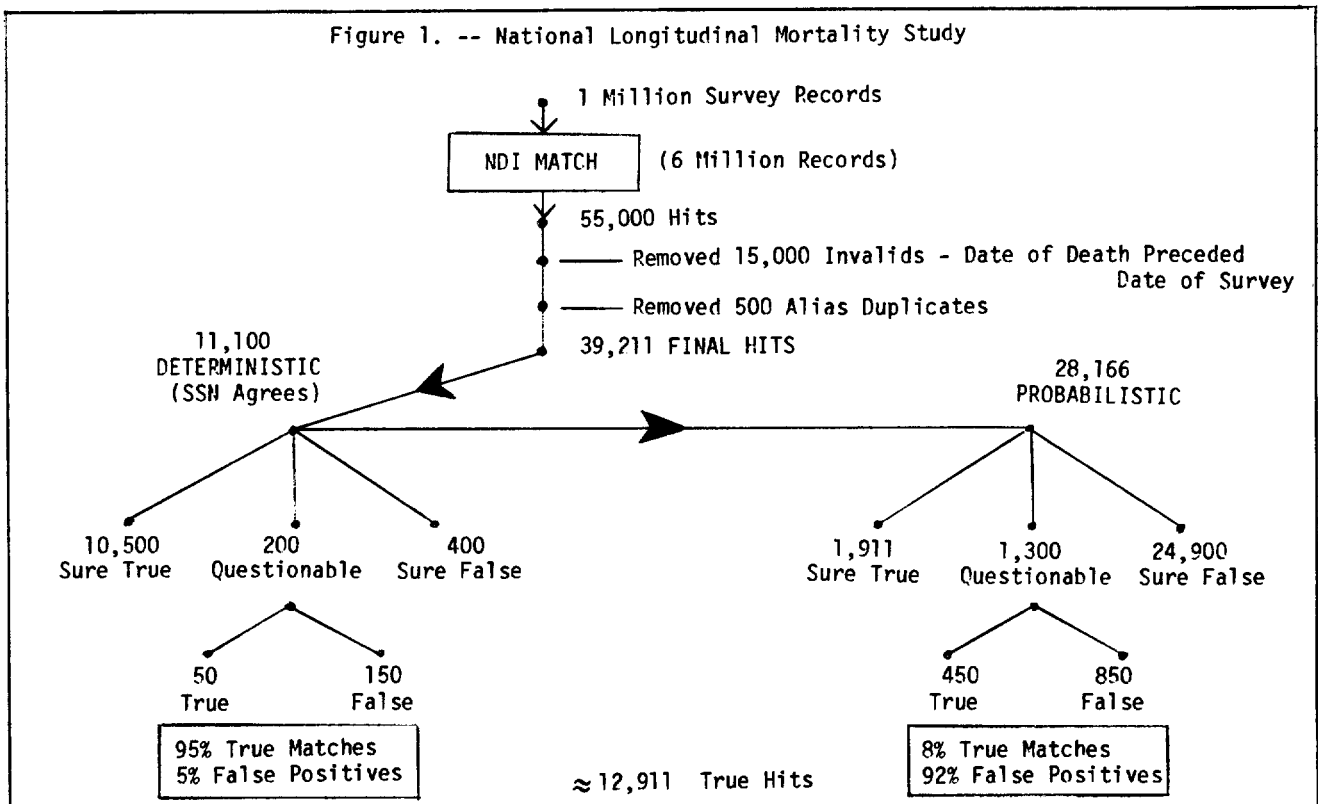 Figure 1. -- National Longitudinal Mortality Study
1 Million Survey Records
NDI MATCH
(6 Million Records)
55,000 Hits
Removed 15,000 Invalids - Date of Death Preceded
Date of Survey
Removed 500 Alias Duplicates
39,211 FINAL HITS
11,100
DETERMINISTIC
(SSN Agrees)
28,166
PROBABILISTIC
10,500
Sure True
200
Questionable
400
Sure False
1,911
Sure True
1,300
Questionable
24,900
Sure False
50
True
150
False
450
True
850
False
95% True Matches
5% False Positives
≈12,911 True Hits
8% True Matches
92% False Positives